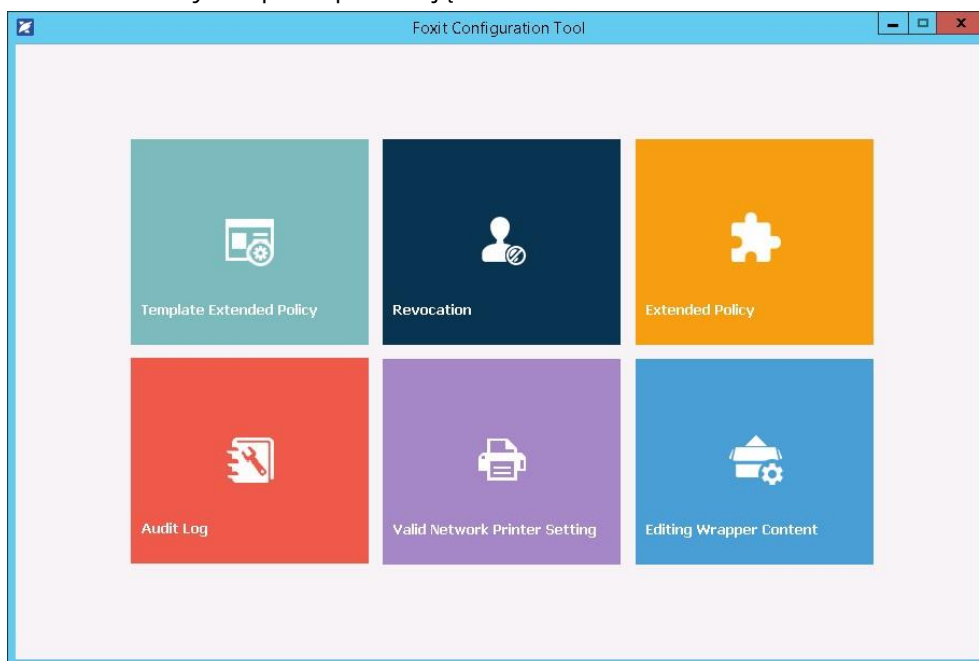 Foxit Configuration Tool
Template Extended Policy
Revocation
Extended Policy
Audit Log
Valid Network Printer Setting
Editing Wrapper Content